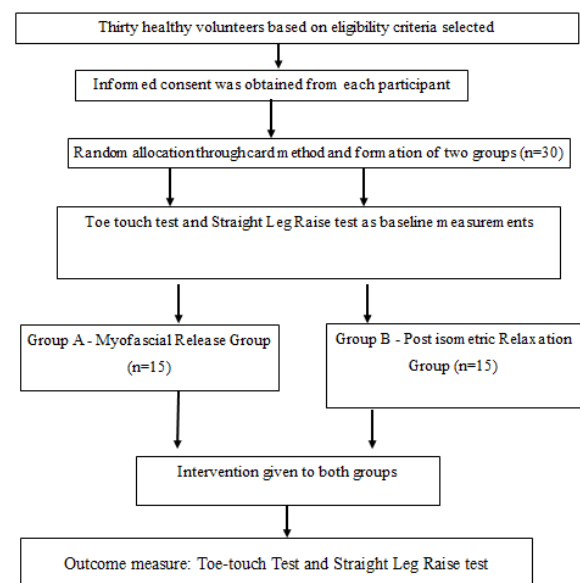 Thirty healthy volunteers based on eligibility criteria selected
Informed consent was obtained from each participant
Random allocation through card method and formation of two groups (n=30)
Toe touch test and Straight Leg Raise test as baseline measurements
Group A - Myofascial Release Group
(n=15)
Group B - Post isometric Relaxation
Group (n=15)
Intervention given to both groups
Outcome measure: Toe-touch Test and Straight Leg Raise test